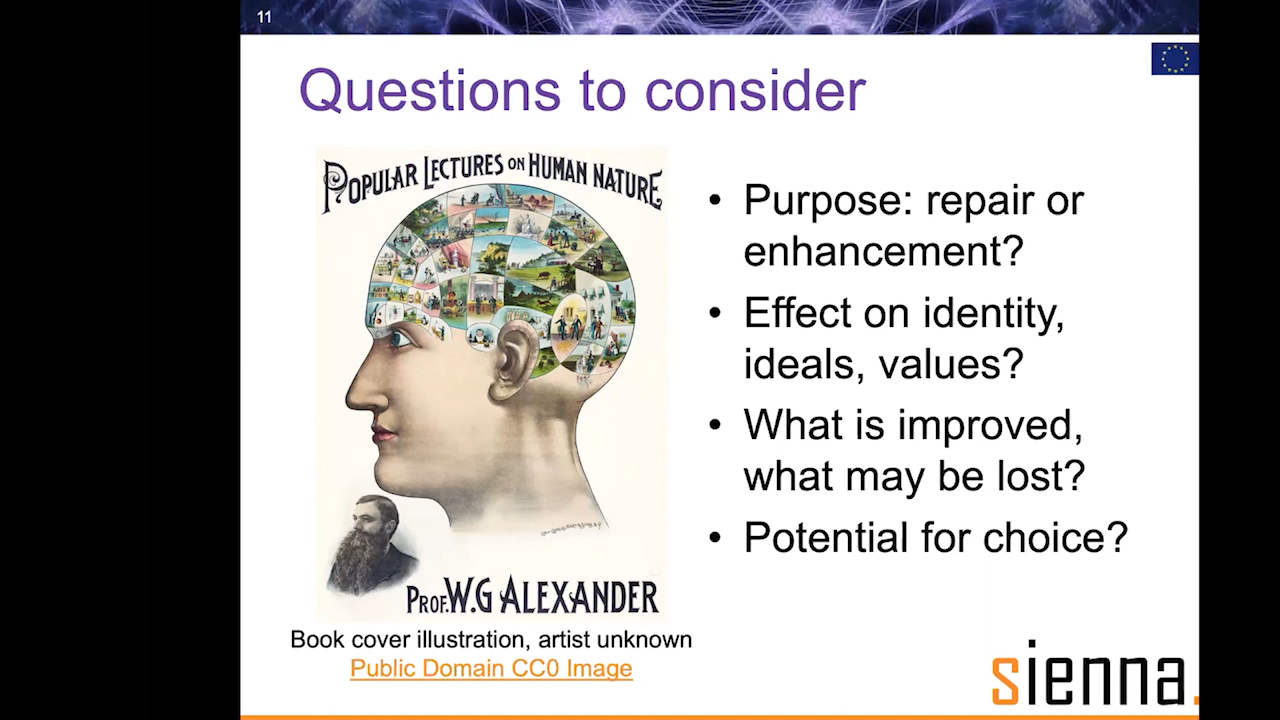 11
Questions to consider
POPULAR LECTURES ON HUMAN NATURE
PROF. W.G ALEXANDER
Book cover illustration, artist unknown
Public Domain CC0 Image
• Purpose: repair or
enhancement?
• Effect on identity,
ideals, values?
• What is improved,
what may be lost?
• Potential for choice?
sienna.